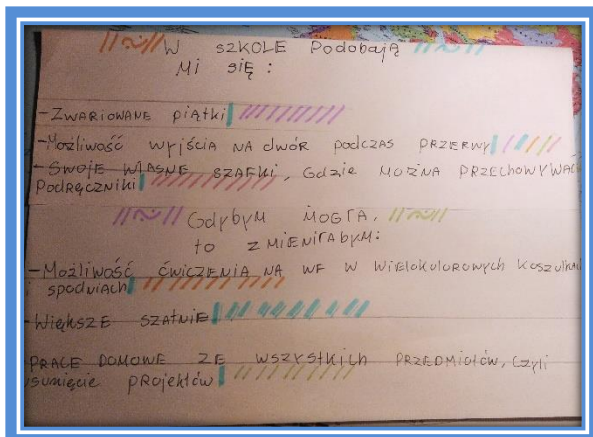 W SZKOLE Podobają
Mi SIĘ:
- Zwariowane piątki
- Możliwość wyjścia na dwór podczas przerwy
- Swoje własne szafki, Gdzie można przechowywać
podręczniki
Gdybym mogła,
to zmieniłabym:
- Możliwość ćwiczenia na WF w wielokolorowych koszulkach
i spodniach
- Większe szatnie
PRACE DOMOWE ZE WSZYSTKICH PRZEDMIOTÓW, czyli
usunięcie projektów